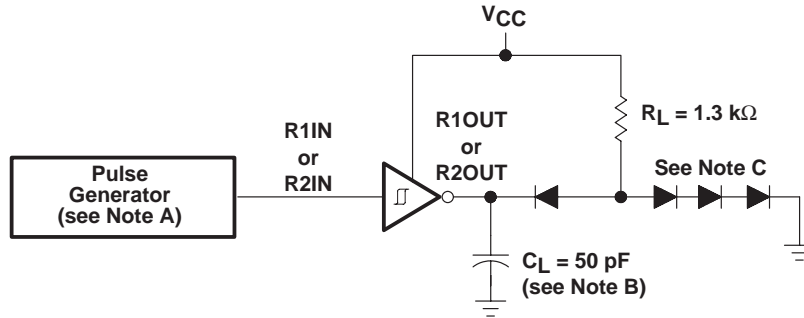 VCC
R1IN
or
R2IN
R1OUT
or
R2OUT
RL = 1.3 kΩ
Pulse
Generator
(see Note A)
See Note C
CL = 50 pF
(see Note B)